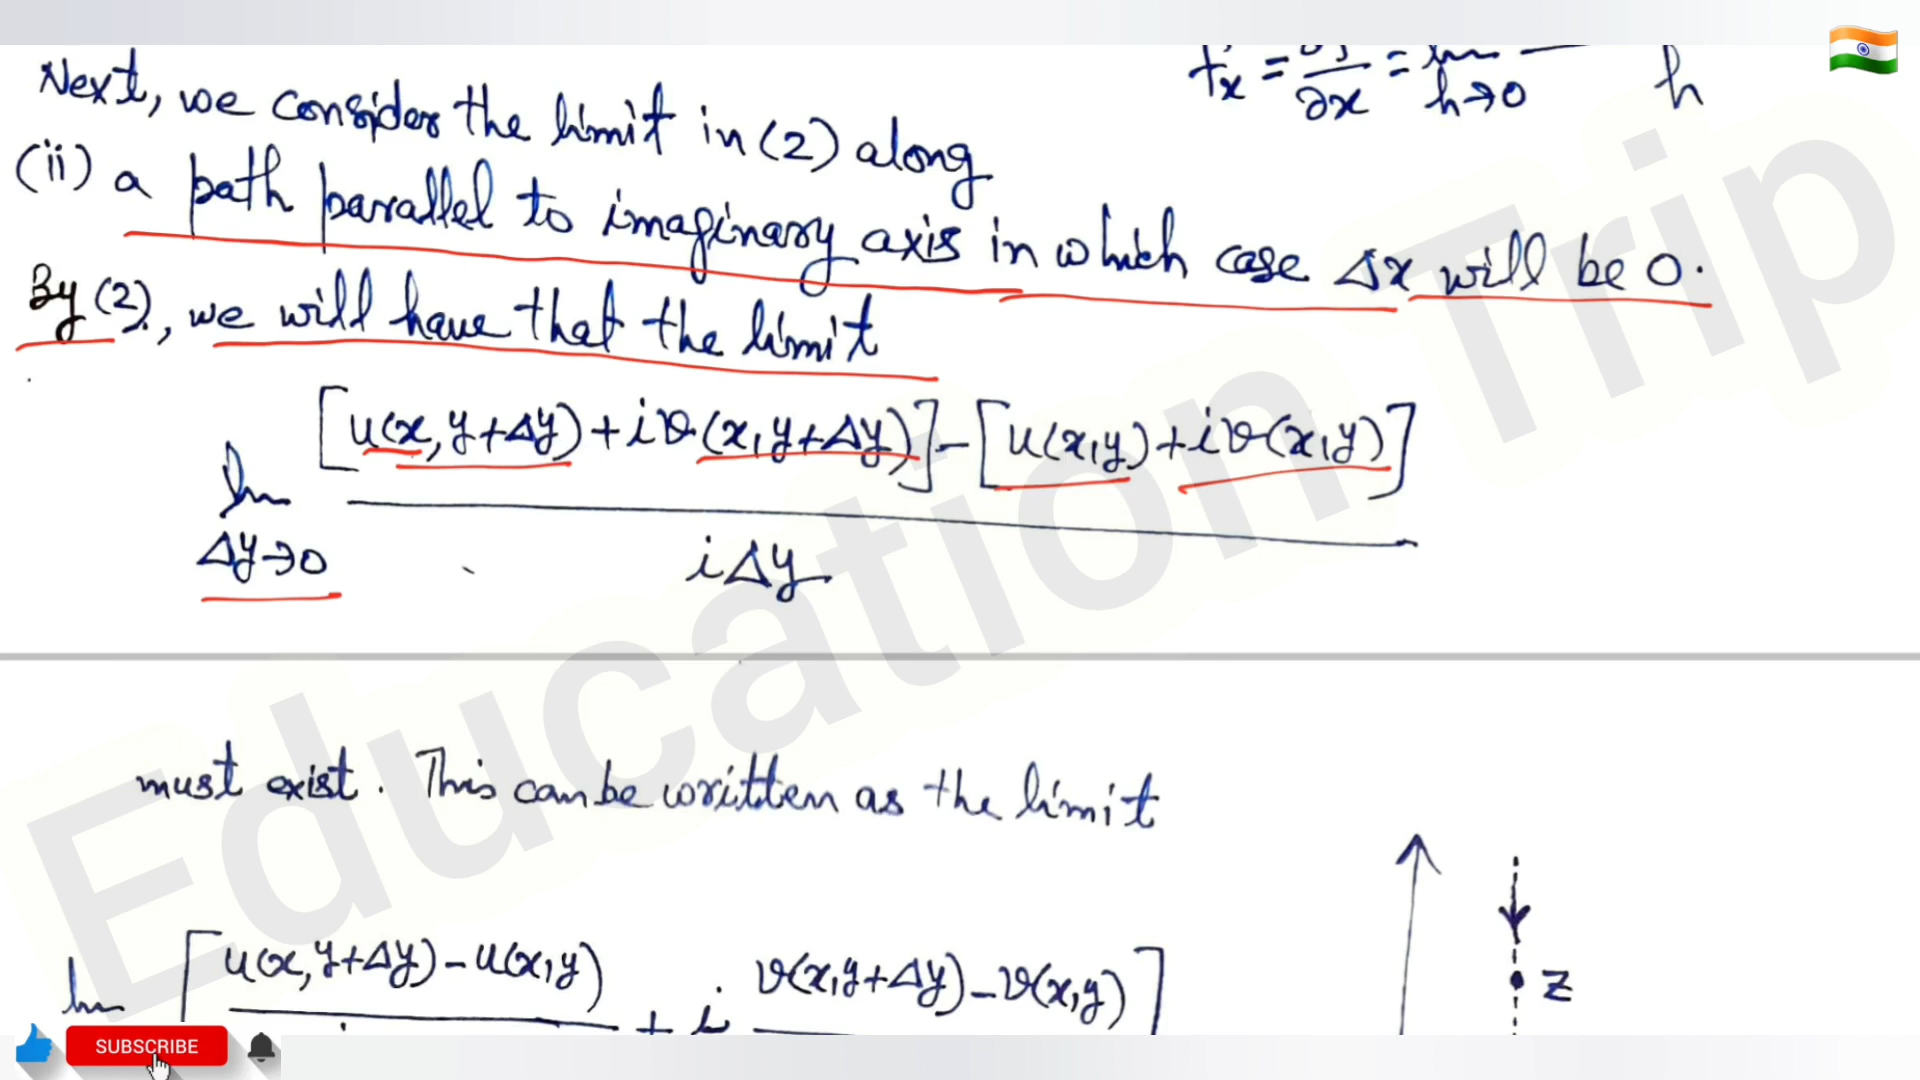 fx = ∂f/∂x = lim h→0 — h
Next, we consider the limit in (2) along
(ii) a path parallel to imaginary axis in which case Δx will be 0.
By (2), we will have that the limit
lim Δy→0 [u(x,y+Δy)+iv(x,y+Δy)]-[u(x,y)+iv(x,y)] / iΔy
must exist. This can be written as the limit
lim [u(x,y+Δy)-u(x,y) / + i v(x,y+Δy)-v(x,y) / ]
Z
SUBSCRIBE
Education Trip